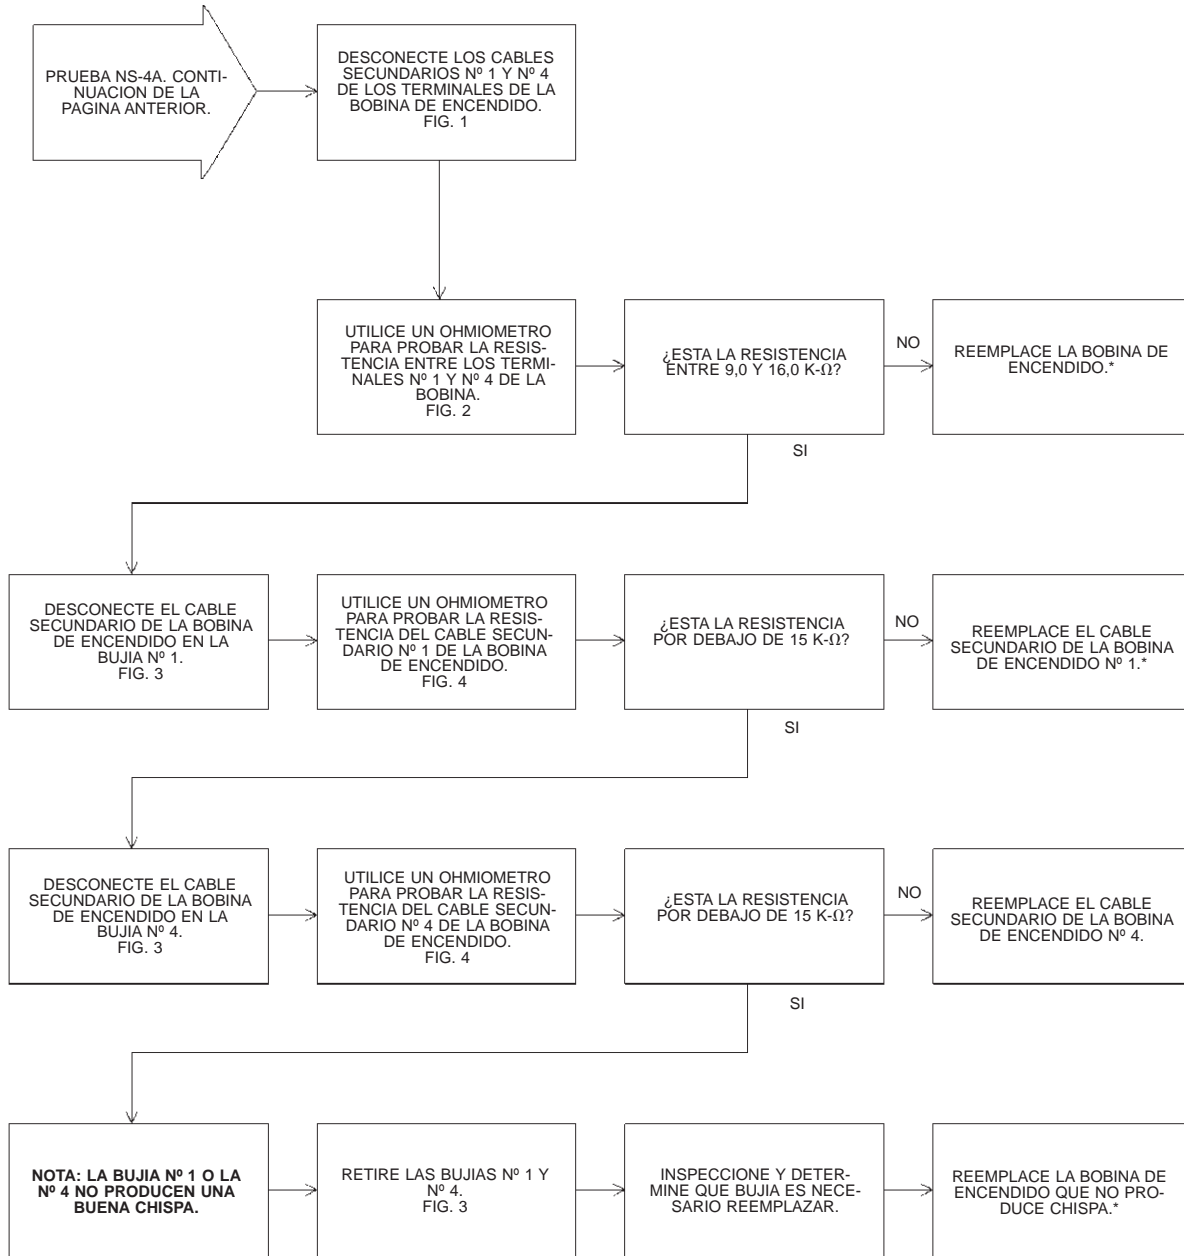 PRUEBA NS-4A. CONTI-
NUACION DE LA
PAGINA ANTERIOR.
DESCONECTE LOS CABLES
SECUNDARIOS Nº 1 Y Nº 4
DE LOS TERMINALES DE LA
BOBINA DE ENCENDIDO.
FIG. 1
UTILICE UN OHMIOMETRO
PARA PROBAR LA RESIS-
TENCIA ENTRE LOS TERMI-
NALES Nº 1 Y Nº 4 DE LA
BOBINA.
FIG. 2
¿ESTA LA RESISTENCIA
ENTRE 9,0 Y 16,0 K-Ω?
NO
REEMPLACE LA BOBINA DE
ENCENDIDO.*
SI
DESCONECTE EL CABLE
SECUNDARIO DE LA BOBINA
DE ENCENDIDO EN LA
BUJIA Nº 1.
FIG. 3
UTILICE UN OHMIOMETRO
PARA PROBAR LA RESIS-
TENCIA DEL CABLE SECUN-
DARIO Nº 1 DE LA BOBINA
DE ENCENDIDO.
FIG. 4
¿ESTA LA RESISTENCIA
POR DEBAJO DE 15 K-Ω?
NO
REEMPLACE EL CABLE
SECUNDARIO DE LA BOBINA
DE ENCENDIDO Nº 1.*
SI
DESCONECTE EL CABLE
SECUNDARIO DE LA BOBINA
DE ENCENDIDO EN LA
BUJIA Nº 4.
FIG. 3
UTILICE UN OHMIOMETRO
PARA PROBAR LA RESIS-
TENCIA DEL CABLE SECUN-
DARIO Nº 4 DE LA BOBINA
DE ENCENDIDO.
FIG. 4
¿ESTA LA RESISTENCIA
POR DEBAJO DE 15 K-Ω?
NO
REEMPLACE EL CABLE
SECUNDARIO DE LA BOBINA
DE ENCENDIDO Nº 4.
SI
NOTA: LA BUJIA Nº 1 O LA
Nº 4 NO PRODUCEN UNA
BUENA CHISPA.
RETIRE LAS BUJIAS Nº 1 Y
Nº 4.
FIG. 3
INSPECCIONE Y DETER-
MINE QUE BUJIA ES NECE-
SARIO REEMPLAZAR.
REEMPLACE LA BOBINA DE
ENCENDIDO QUE NO PRO-
DUCE CHISPA.*